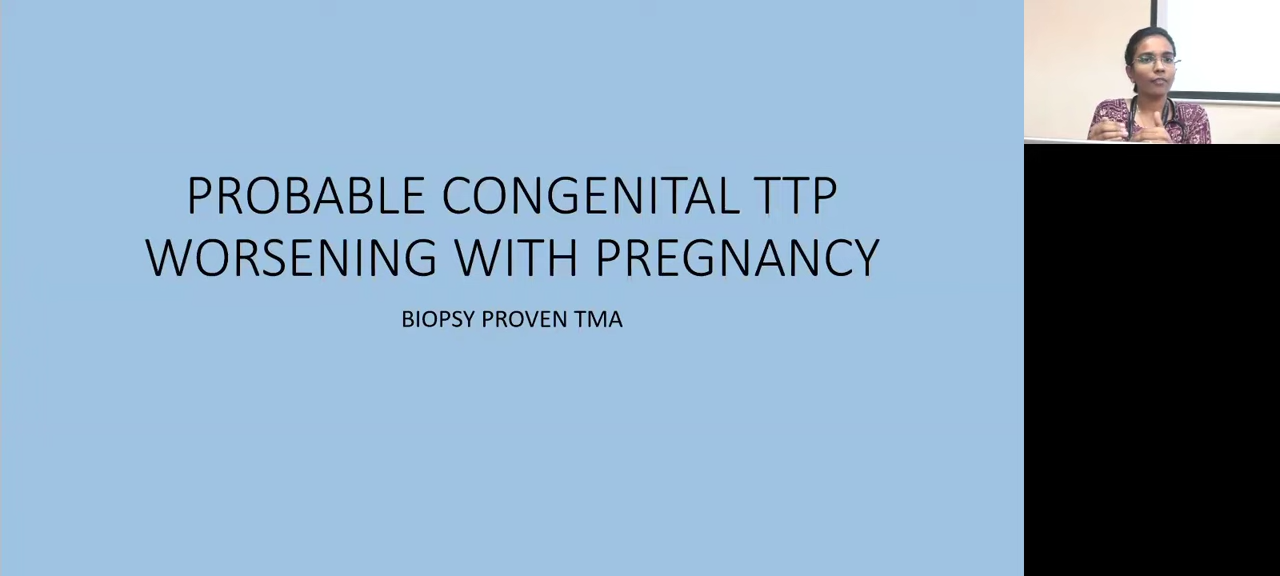 PROBABLE CONGENITAL TTP
WORSENING WITH PREGNANCY
BIOPSY PROVEN TMA